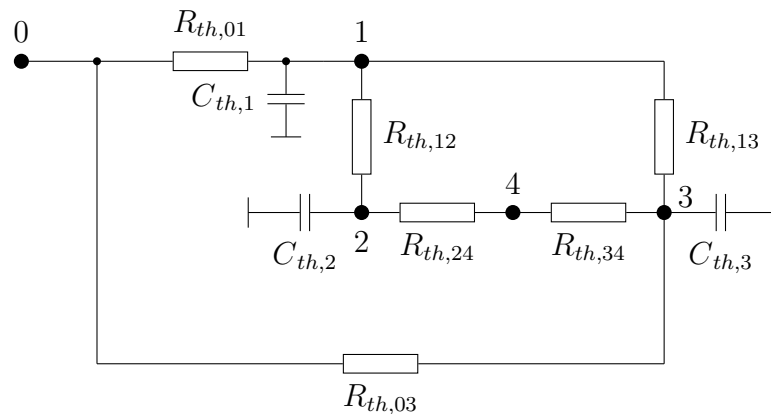 0
R_{th,01}
1
C_{th,1}
R_{th,12}
R_{th,13}
4
3
2
C_{th,2}
R_{th,24}
R_{th,34}
C_{th,3}
R_{th,03}